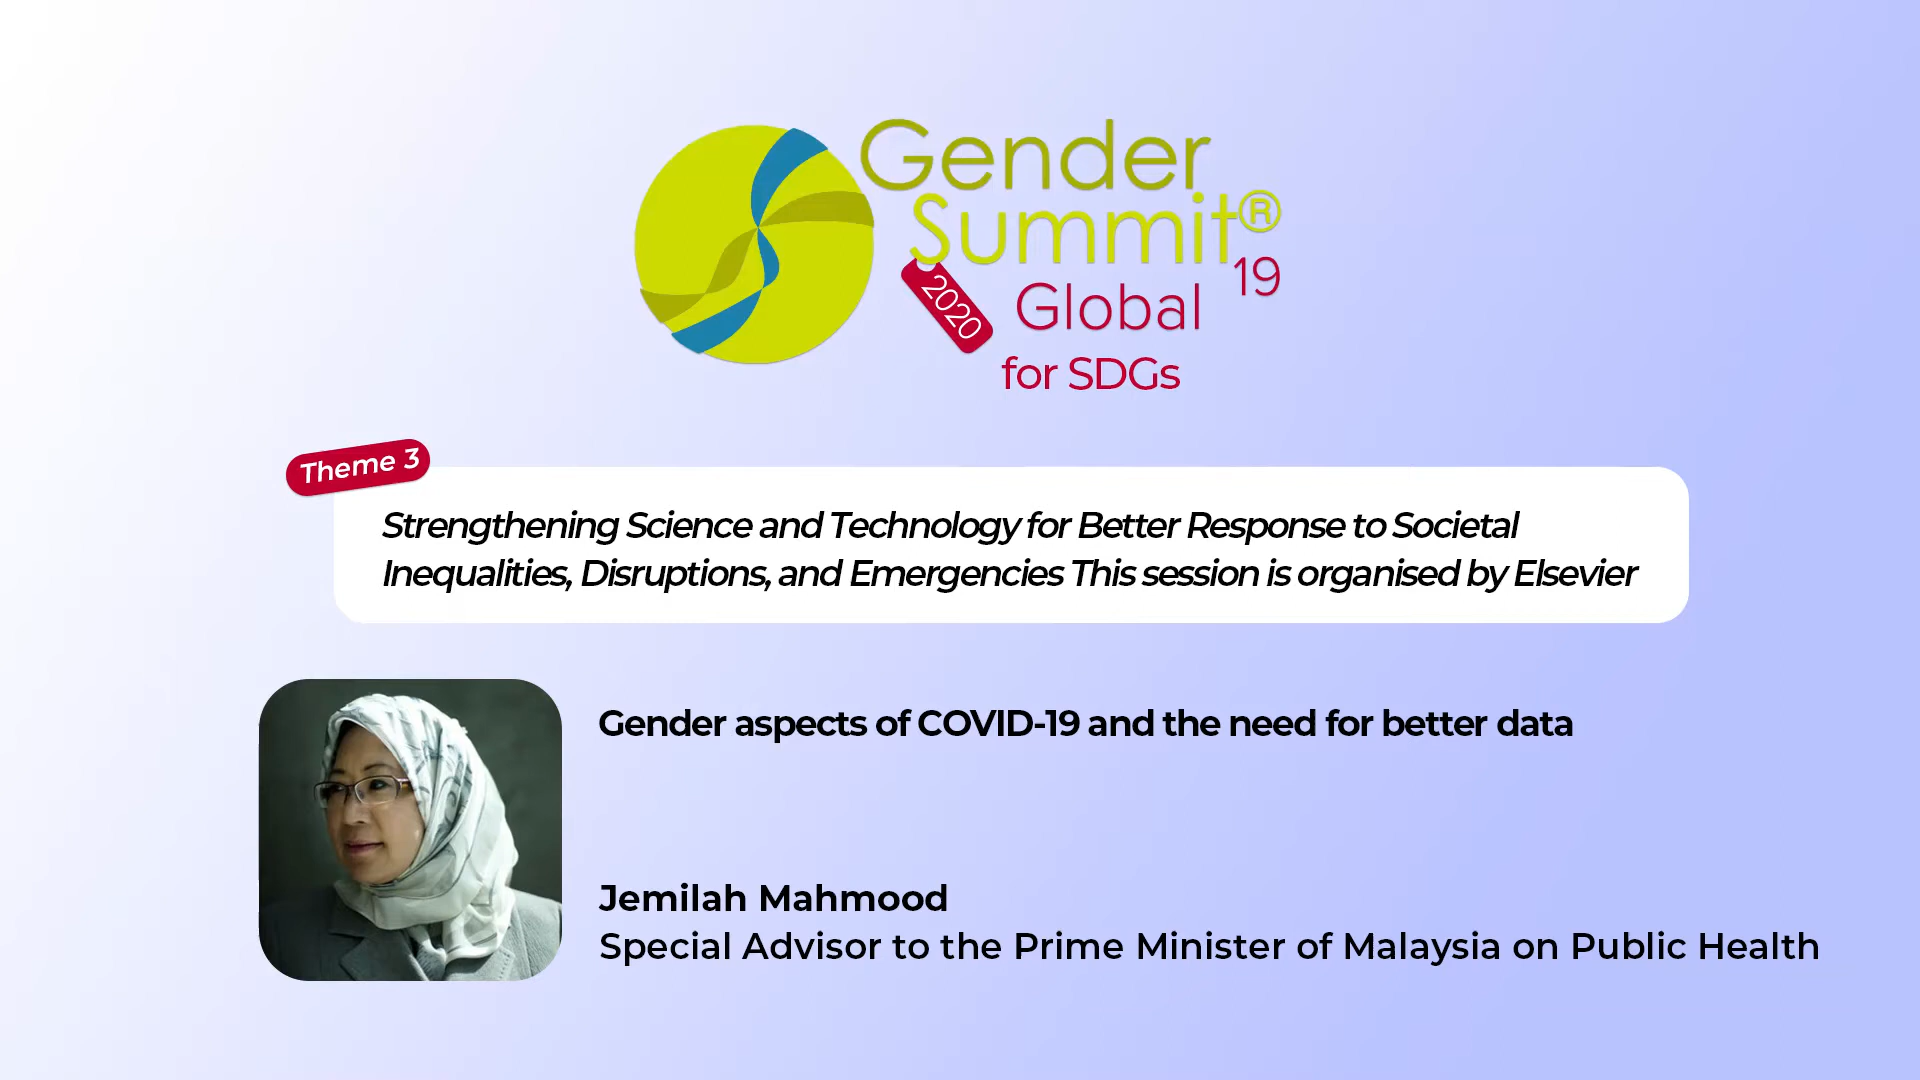 Gender
Summit®
19
2020
Global
for SDGs
Theme 3
Strengthening Science and Technology for Better Response to Societal
Inequalities, Disruptions, and Emergencies This session is organised by Elsevier
Gender aspects of COVID-19 and the need for better data
Jemilah Mahmood
Special Advisor to the Prime Minister of Malaysia on Public Health